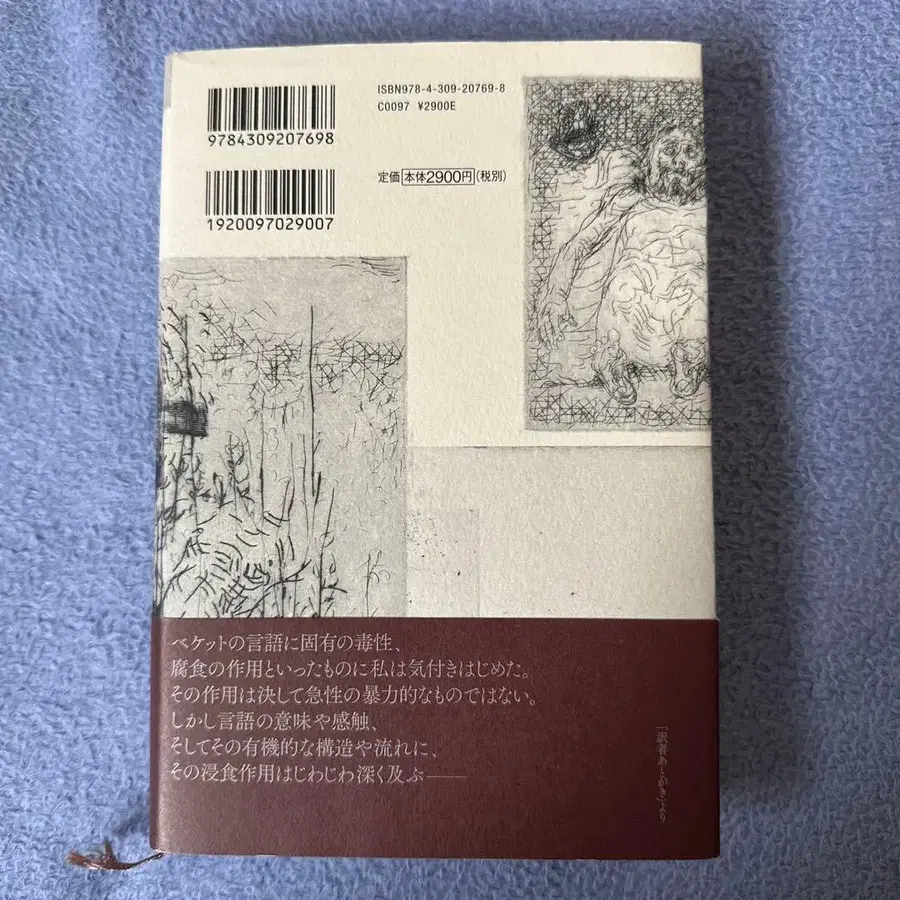 ISBN978-4-309-20769-8
C0097 ¥2900E
9784309207698
定価 本体2900円(税別)
1920097029007
ベケットの言語に固有の毒性、
腐食の作用といったものに私は気付きはじめた。
その作用は決して急性の暴力的なものではない。
しかし言語の意味や感触、
そしてその有機的な構造や流れに、
その浸食作用はじわじわ深く及ぶ――
「訳者あとがき」より